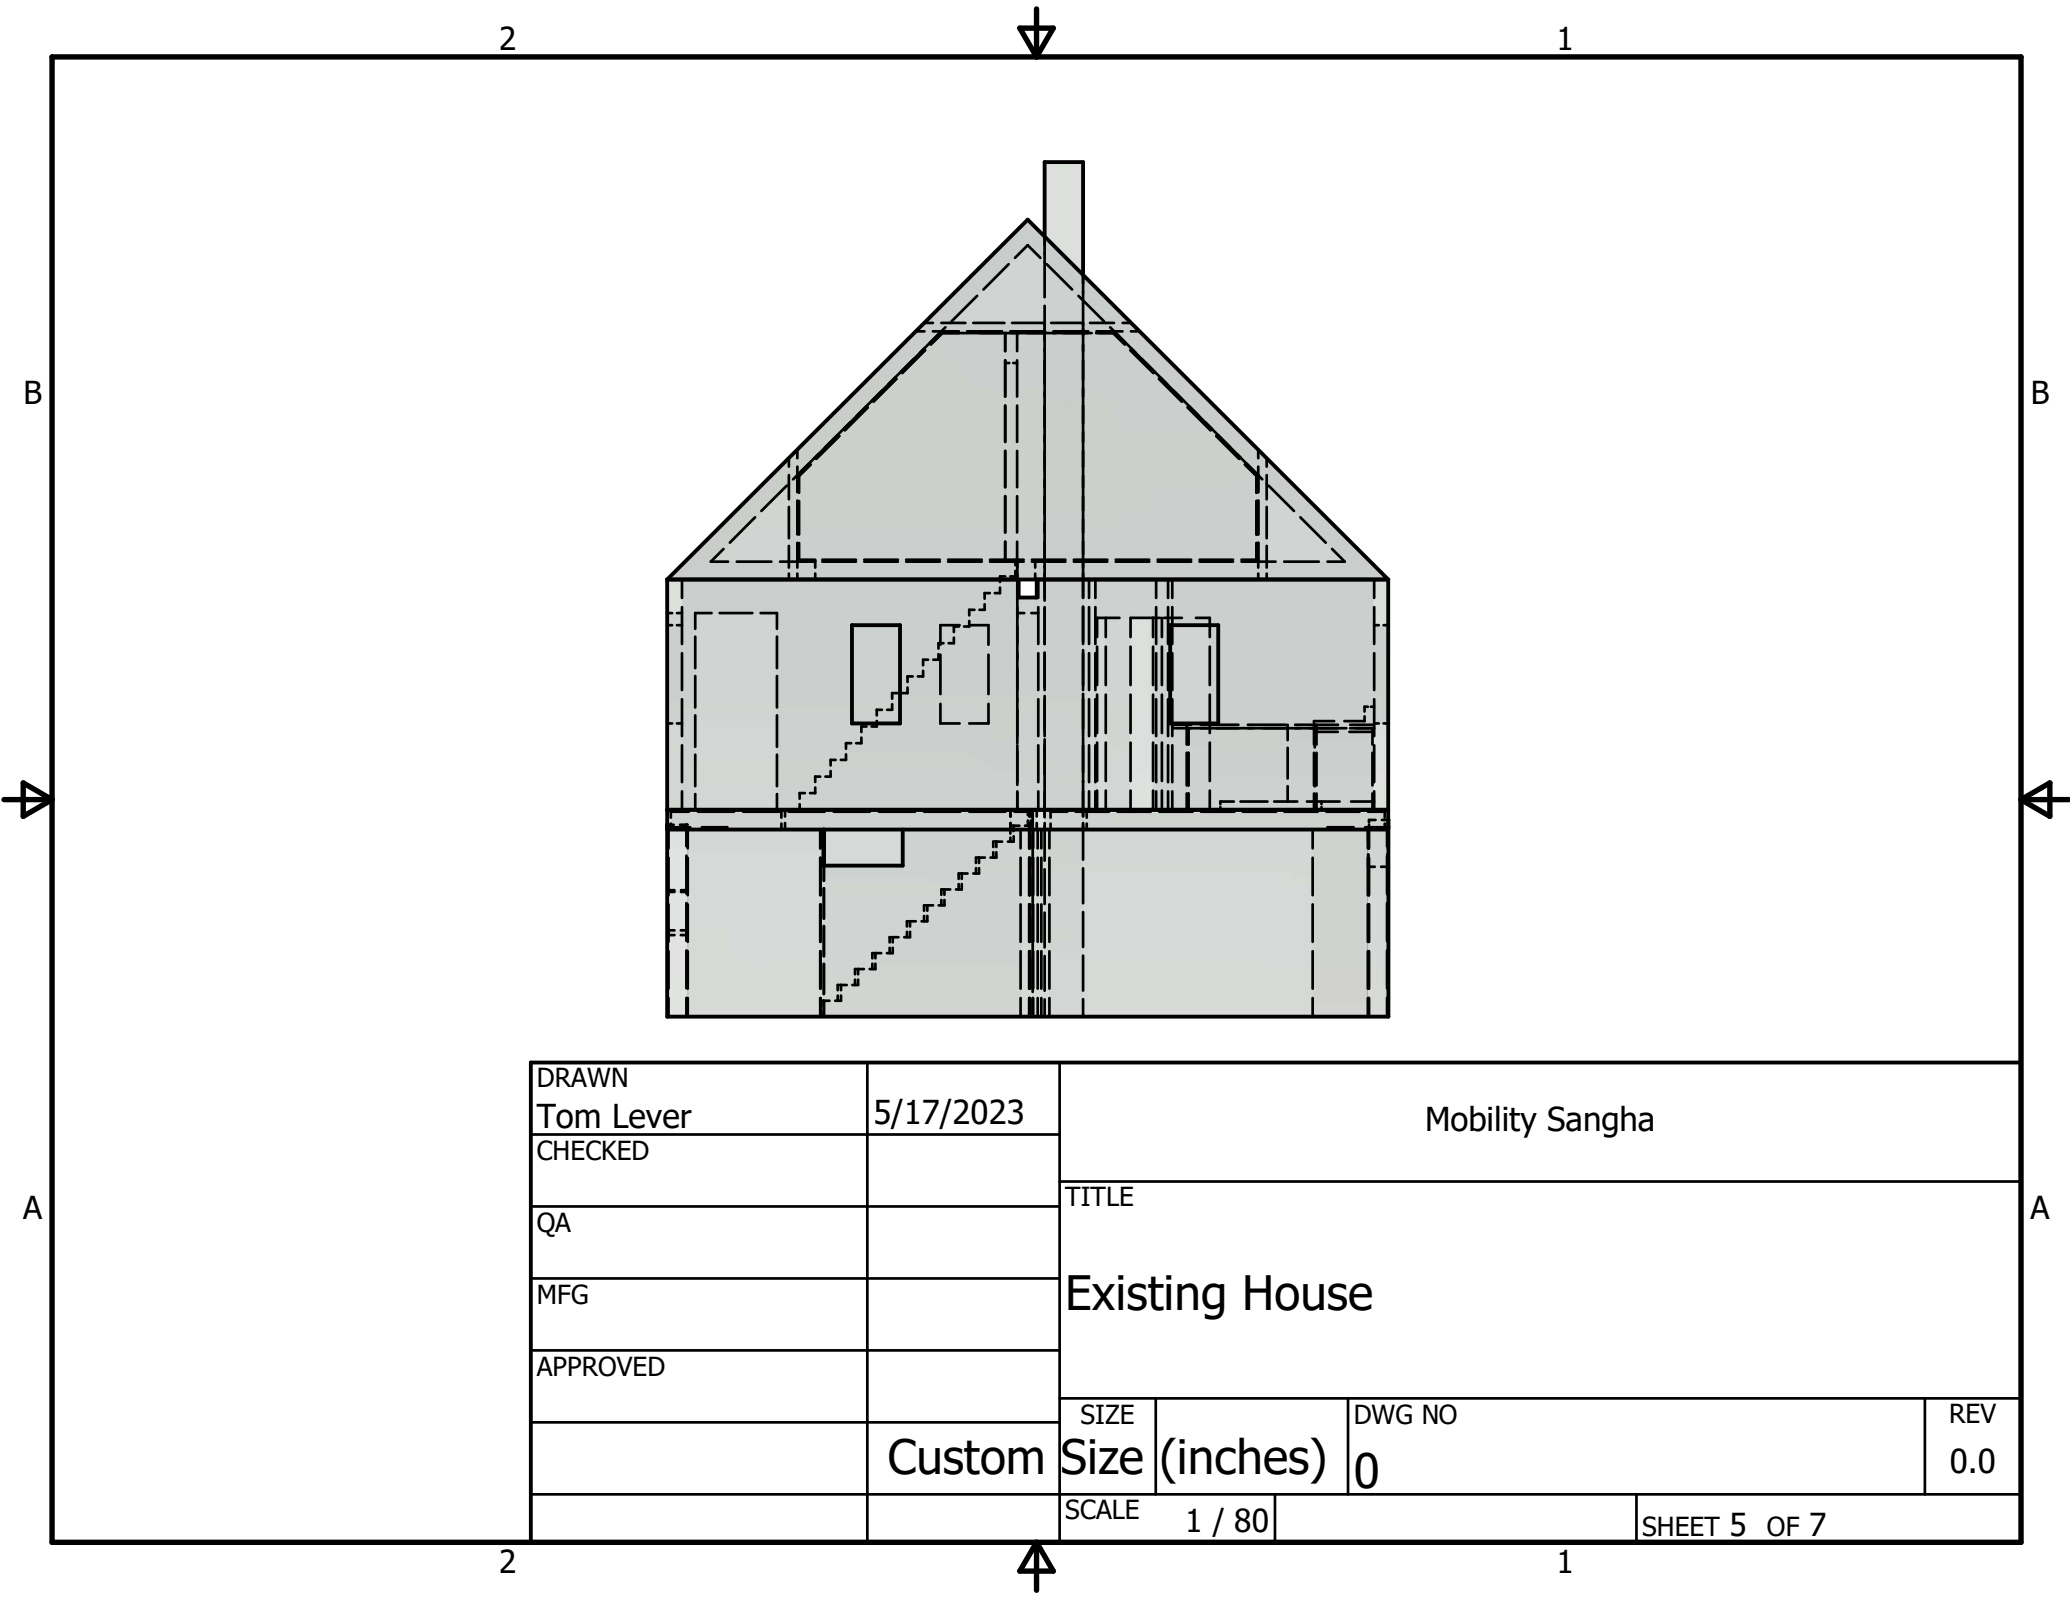 2 1
B B
A A
DRAWN
Tom Lever 5/17/2023
Mobility Sangha
CHECKED
TITLE
QA
Existing House
MFG
APPROVED
SIZE DWG NO REV
Custom Size (inches) 0 0.0
SCALE 1 / 80 SHEET 5 OF 7
2 1